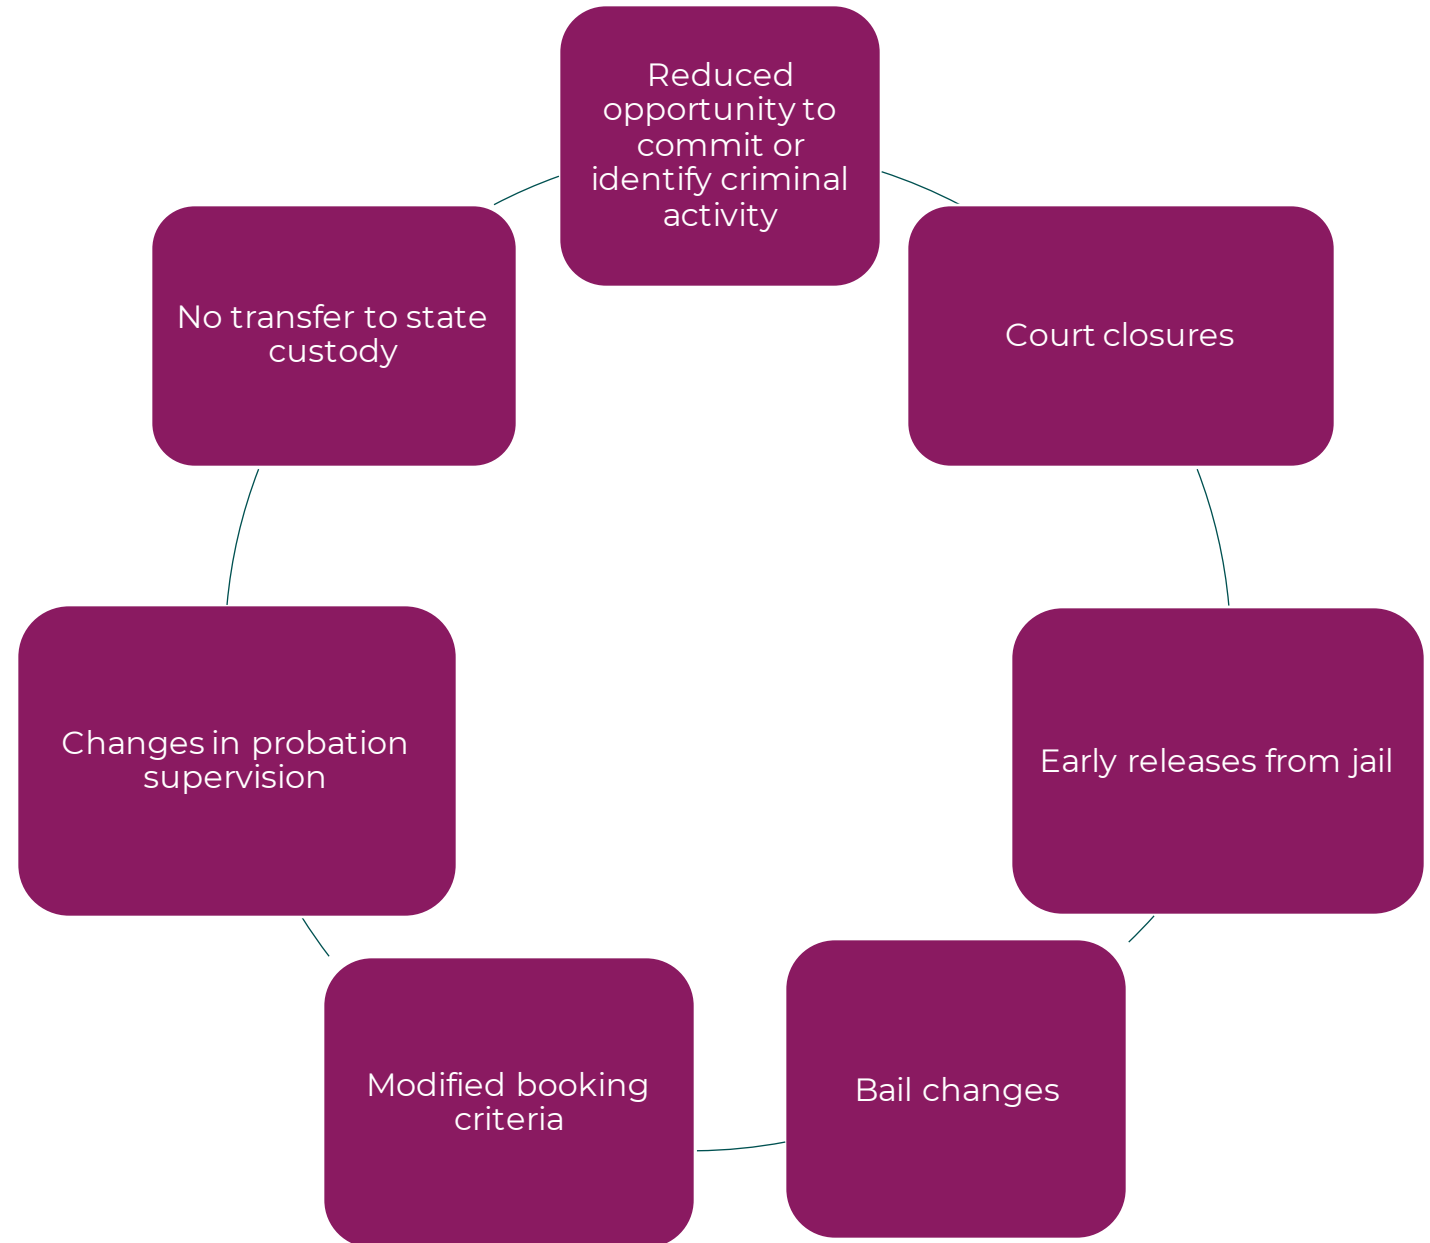 Reduced
opportunity to
commit or
identify criminal
activity
Court closures
Early releases from jail
Bail changes
Modified booking
criteria
Changes in probation
supervision
No transfer to state
custody